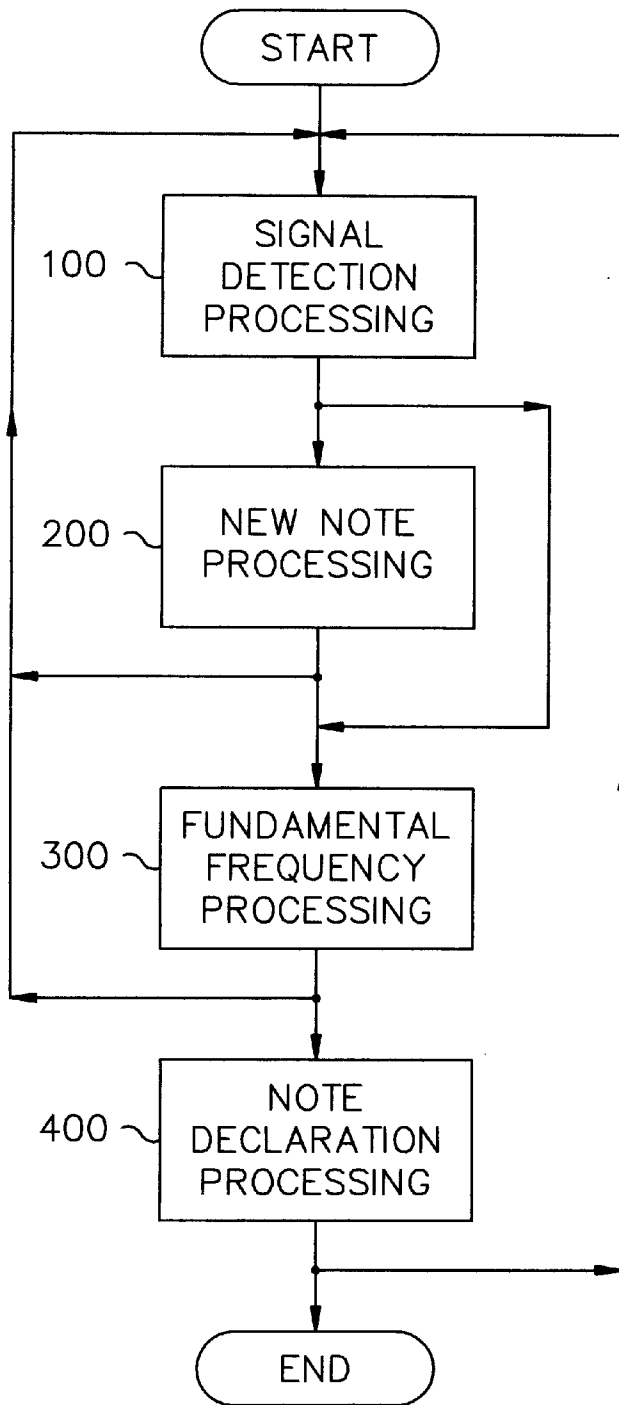 START
100
SIGNAL
DETECTION
PROCESSING
200
NEW NOTE
PROCESSING
300
FUNDAMENTAL
FREQUENCY
PROCESSING
400
NOTE
DECLARATION
PROCESSING
END